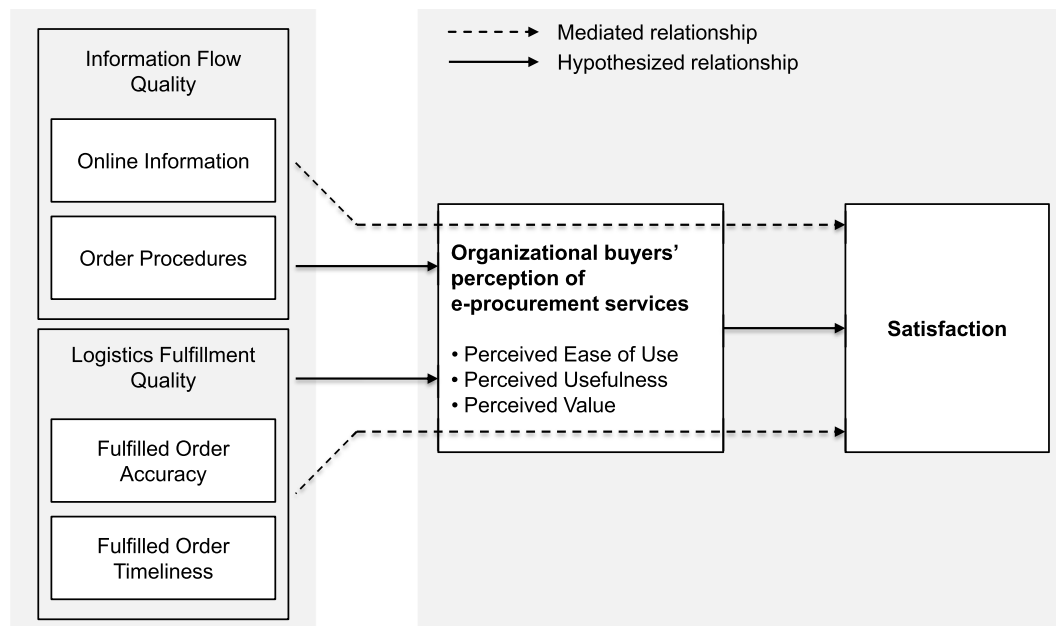 Information Flow
Quality
Online Information
Order Procedures
Logistics Fulfillment
Quality
Fulfilled Order
Accuracy
Fulfilled Order
Timeliness
Mediated relationship
Hypothesized relationship
Organizational buyers’
perception of
e-procurement services
• Perceived Ease of Use
• Perceived Usefulness
• Perceived Value
Satisfaction